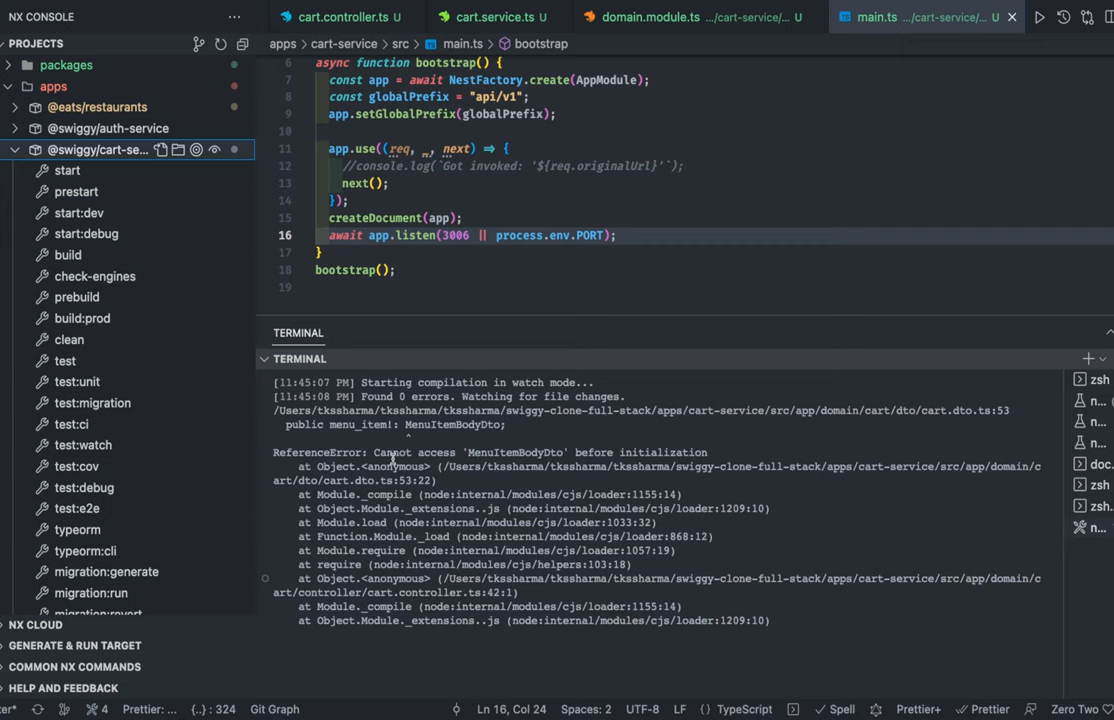 NX CONSOLE
PROJECTS
packages
apps
@eats/restaurants
@swiggy/auth-service
@swiggy/cart-se...
start
prestart
start:dev
start:debug
build
check-engines
prebuild
build:prod
clean
test
test:unit
test:migration
test:ci
test:watch
test:cov
test:debug
test:e2e
typeorm
typeorm:cli
migration:generate
migration:run
migration:revert
NX CLOUD
GENERATE & RUN TARGET
COMMON NX COMMANDS
HELP AND FEEDBACK
cart.controller.ts U
cart.service.ts U
domain.module.ts .../cart-service/... U
main.ts .../cart-service/... U
apps > cart-service > src > main.ts > bootstrap
6 async function bootstrap() {
7 const app = await NestFactory.create(AppModule);
8 const globalPrefix = "api/v1";
9 app.setGlobalPrefix(globalPrefix);
10
11 app.use((req, _, next) => {
12 //console.log(`Got invoked: '${req.originalUrl}'`);
13 next();
14 });
15 createDocument(app);
16 await app.listen(3006 || process.env.PORT);
17 }
18 bootstrap();
19
TERMINAL
TERMINAL
[11:45:07 PM] Starting compilation in watch mode...
[11:45:08 PM] Found 0 errors. Watching for file changes.
/Users/tkssharma/tkssharma/tkssharma/swiggy-clone-full-stack/apps/cart-service/src/app/domain/cart/dto/cart.dto.ts:53
public menu_item!: MenuItemBodyDto;
^
ReferenceError: Cannot access 'MenuItemBodyDto' before initialization
at Object.<anonymous> (/Users/tkssharma/tkssharma/tkssharma/swiggy-clone-full-stack/apps/cart-service/src/app/domain/c
art/dto/cart.dto.ts:53:22)
at Module._compile (node:internal/modules/cjs/loader:1155:14)
at Object.Module._extensions..js (node:internal/modules/cjs/loader:1209:10)
at Module.load (node:internal/modules/cjs/loader:1033:32)
at Function.Module._load (node:internal/modules/cjs/loader:868:12)
at Module.require (node:internal/modules/cjs/loader:1057:19)
at require (node:internal/modules/cjs/helpers:103:18)
at Object.<anonymous> (/Users/tkssharma/tkssharma/tkssharma/swiggy-clone-full-stack/apps/cart-service/src/app/domain/c
art/controller/cart.controller.ts:42:1)
at Module._compile (node:internal/modules/cjs/loader:1155:14)
at Object.Module._extensions..js (node:internal/modules/cjs/loader:1209:10)
zsh
n...
n...
n...
doc...
zsh
zsh...
n...
ter*
4
Prettier: ...
{..} : 324
Git Graph
Ln 16, Col 24
Spaces: 2
UTF-8
LF
{} TypeScript
Spell
Prettier+
Prettier
Zero Two